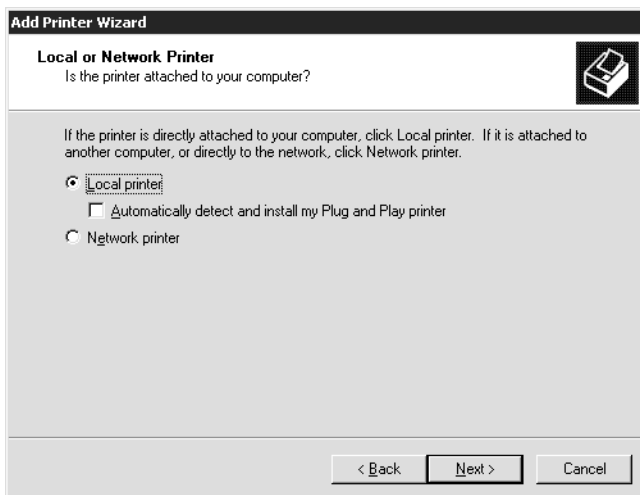 Add Printer Wizard
Local or Network Printer
Is the printer attached to your computer?
If the printer is directly attached to your computer, click Local printer. If it is attached to
another computer, or directly to the network, click Network printer.
Local printer
Automatically detect and install my Plug and Play printer
Network printer
< Back Next > Cancel